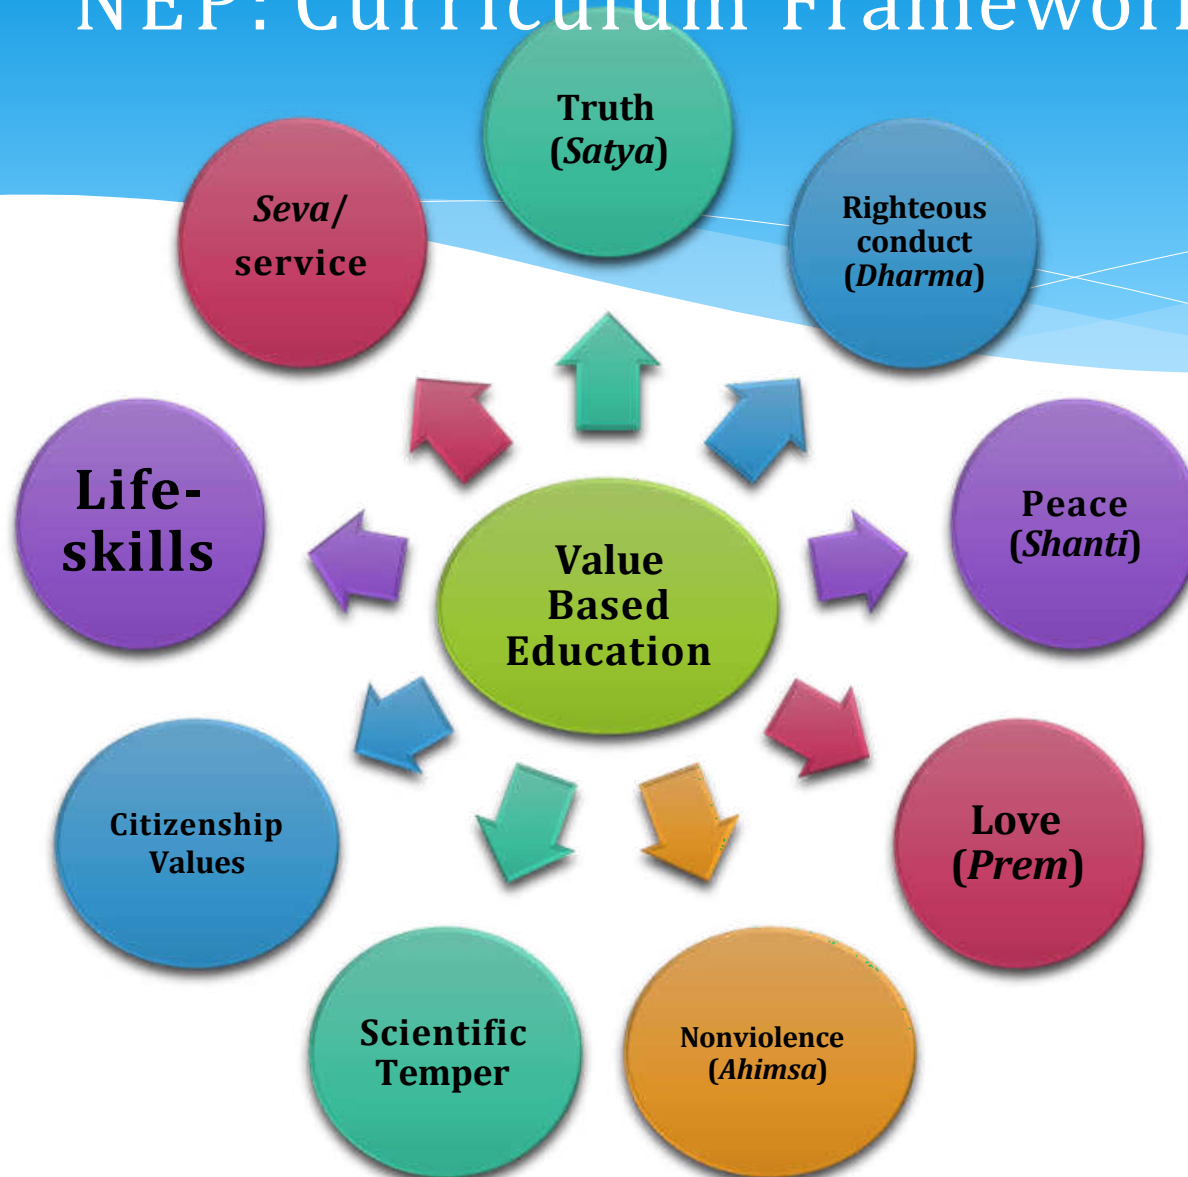 NEP: Curriculum Framewor
Truth
(Satya)
Righteous
conduct
(Dharma)
Peace
(Shanti)
Love
(Prem)
Nonviolence
(Ahimsa)
Scientific
Temper
Citizenship
Values
Life-
skills
Seva/
service
Value
Based
Education